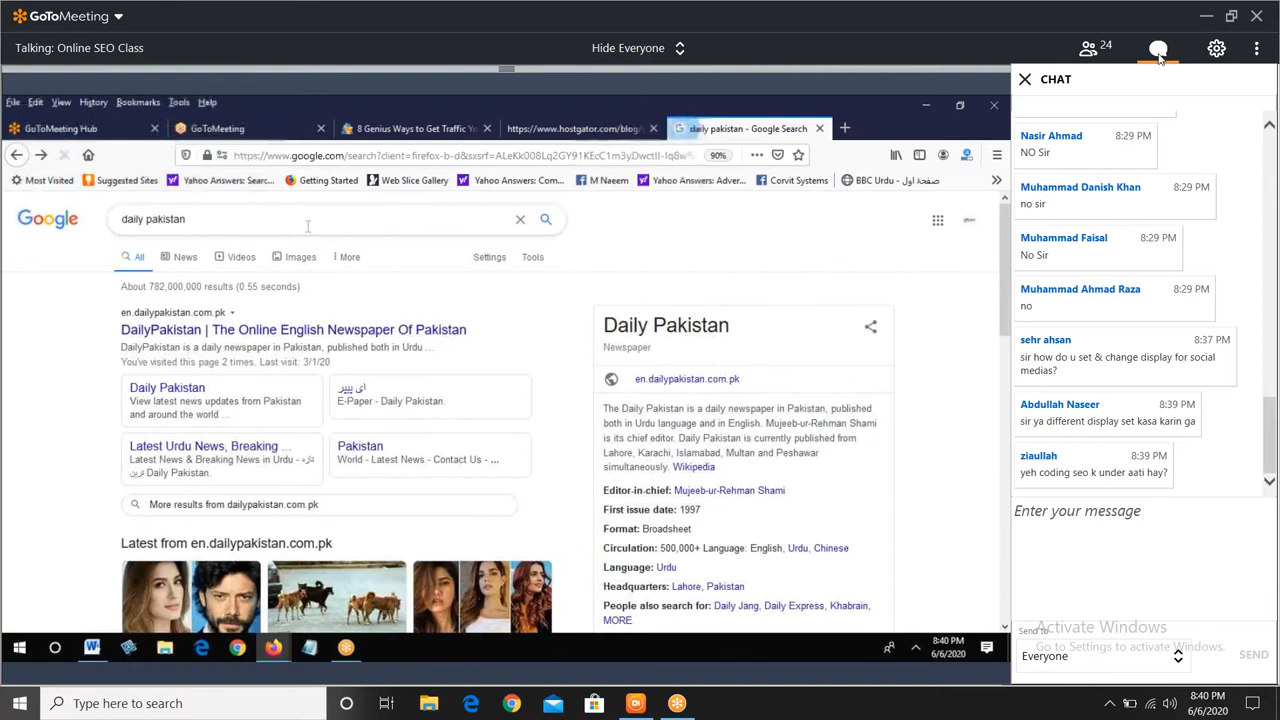 GoToMeeting
Talking: Online SEO Class
Hide Everyone
24
File Edit View History Bookmarks Tools Help
GoToMeeting Hub
GoToMeeting
8 Genius Ways to Get Traffic Y
https://www.hostgator.com/blog/
daily pakistan - Google Search
90%
Most Visited
Suggested Sites
Yahoo Answers: Searc...
Getting Started
Web Slice Gallery
Yahoo Answers: Com...
M Naeem
Yahoo Answers: Adver...
Corvit Systems
BBC Urdu - صفحۂ اول
Google
daily pakistan
All
News
Videos
Images
More
Settings
Tools
About 782,000,000 results (0.55 seconds)
en.dailypakistan.com.pk
DailyPakistan | The Online English Newspaper Of Pakistan
DailyPakistan is a daily newspaper in Pakistan, published both in Urdu ...
You've visited this page 2 times. Last visit: 3/1/20
Daily Pakistan
View latest news updates from Pakistan
and around the world ...
ای پیپر
E-Paper - Daily Pakistan.
Latest Urdu News, Breaking ...
Latest News & Breaking News in Urdu - تازہ
ترین Daily Pakistan.
Pakistan
World - Latest News - Contact Us - ...
More results from dailypakistan.com.pk
Latest from en.dailypakistan.com.pk
Daily Pakistan
Newspaper
en.dailypakistan.com.pk
The Daily Pakistan is a daily newspaper in Pakistan, published
both in Urdu language and in English. Mujeeb-ur-Rehman Shami
is its chief editor. Daily Pakistan is currently published from
Lahore, Karachi, Islamabad, Multan and Peshawar
simultaneously. Wikipedia
Editor-in-chief: Mujeeb-ur-Rehman Shami
First issue date: 1997
Format: Broadsheet
Circulation: 500,000+ Language: English, Urdu, Chinese
Language: Urdu
Headquarters: Lahore, Pakistan
People also search for: Daily Jang, Daily Express, Khabrain,
MORE
8:40 PM
6/6/2020
CHAT
Nasir Ahmad 8:29 PM
NO Sir
Muhammad Danish Khan 8:29 PM
no sir
Muhammad Faisal 8:29 PM
No Sir
Muhammad Ahmad Raza 8:29 PM
no
sehr ahsan 8:37 PM
sir how do u set & change display for social
medias?
Abdullah Naseer 8:39 PM
sir ya different display set kasa karin ga
ziaullah 8:39 PM
yeh coding seo k under aati hay?
Enter your message
Send to
Everyone
SEND
Activate Windows
Go to Settings to activate Windows.
Type here to search
8:40 PM
6/6/2020